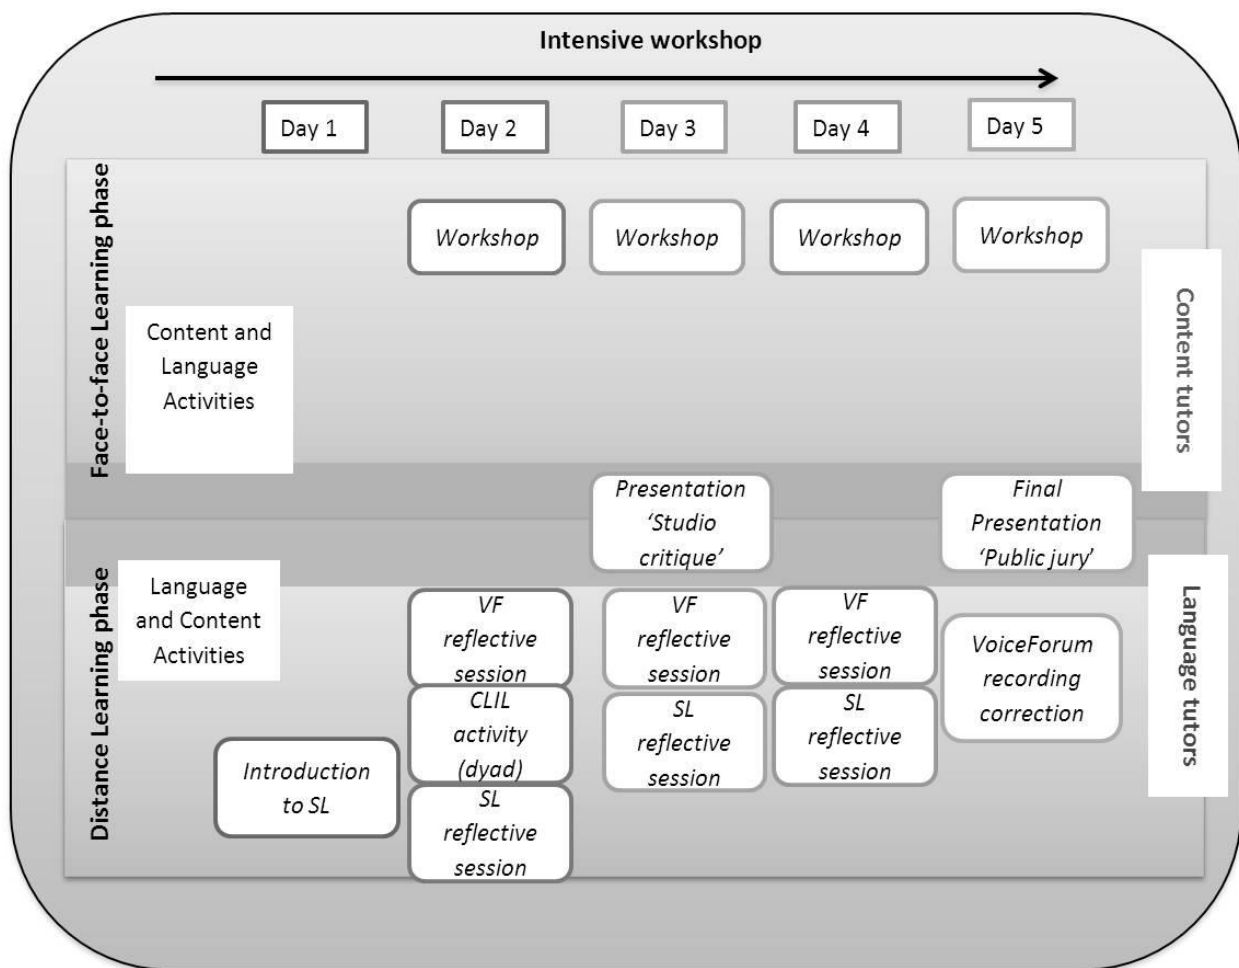 Intensive workshop
Day 1
Day 2
Day 3
Day 4
Day 5
Face-to-face Learning phase
Workshop
Workshop
Workshop
Workshop
Content and
Language
Activities
Content tutors
Presentation
‘Studio
critique’
Final
Presentation
‘Public jury’
Distance Learning phase
Language
and Content
Activities
Language tutors
Introduction
to SL
VF
reflective
session
CLIL
activity
(dyad)
SL
reflective
session
VF
reflective
session
SL
reflective
session
VF
reflective
session
SL
reflective
session
VoiceForum
recording
correction